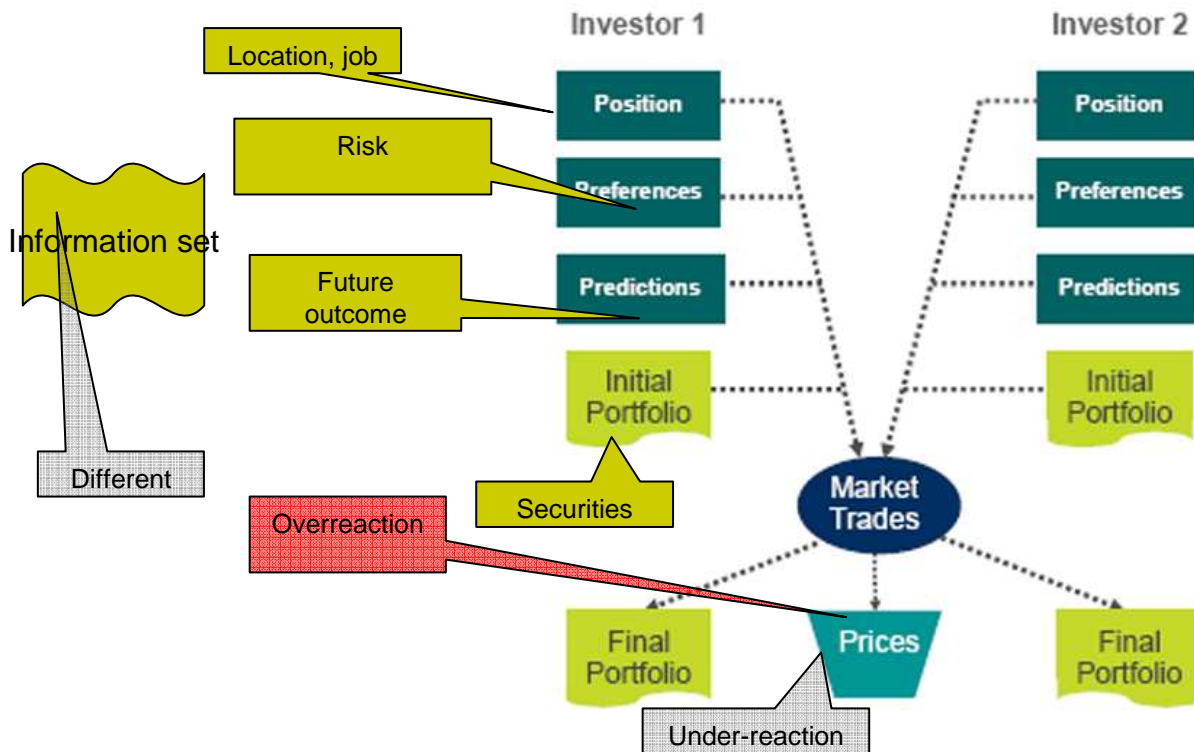 Investor 1
Investor 2
Location, job
Position
Position
Risk
Preferences
Preferences
Information set
Future
outcome
Predictions
Predictions
Initial
Portfolio
Initial
Portfolio
Different
Securities
Market
Trades
Overreaction
Final
Portfolio
Prices
Final
Portfolio
Under-reaction